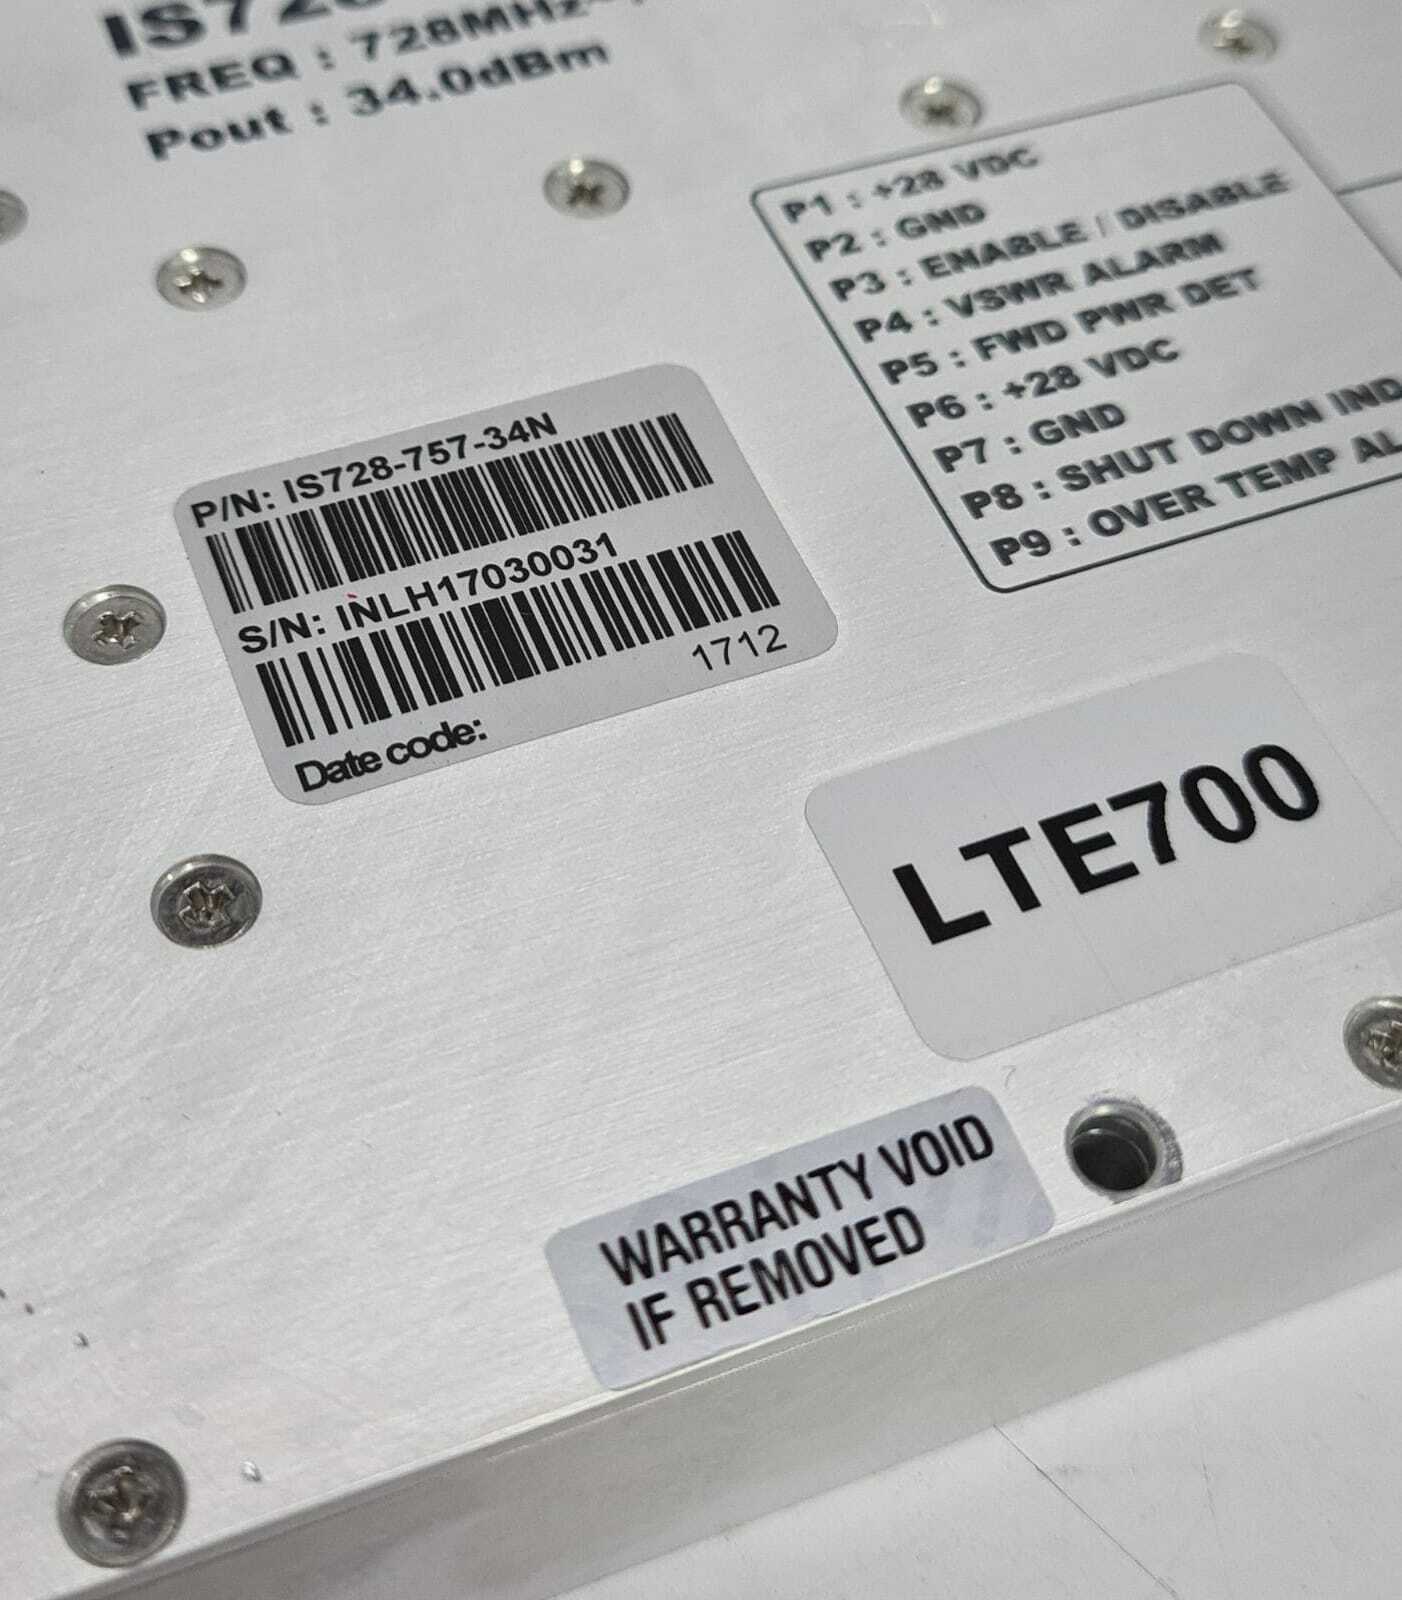 IS728
FREQ : 728MHz
Pout : 34.0dBm
P1 : +28 VDC
P2 : GND
P3 : ENABLE / DISABLE
P4 : VSWR ALARM
P5 : FWD PWR DET
P6 : +28 VDC
P7 : GND
P8 : SHUT DOWN IND
P9 : OVER TEMP AL
P/N: IS728-757-34N
S/N: INLH17030031
1712
Date code:
LTE700
WARRANTY VOID
IF REMOVED